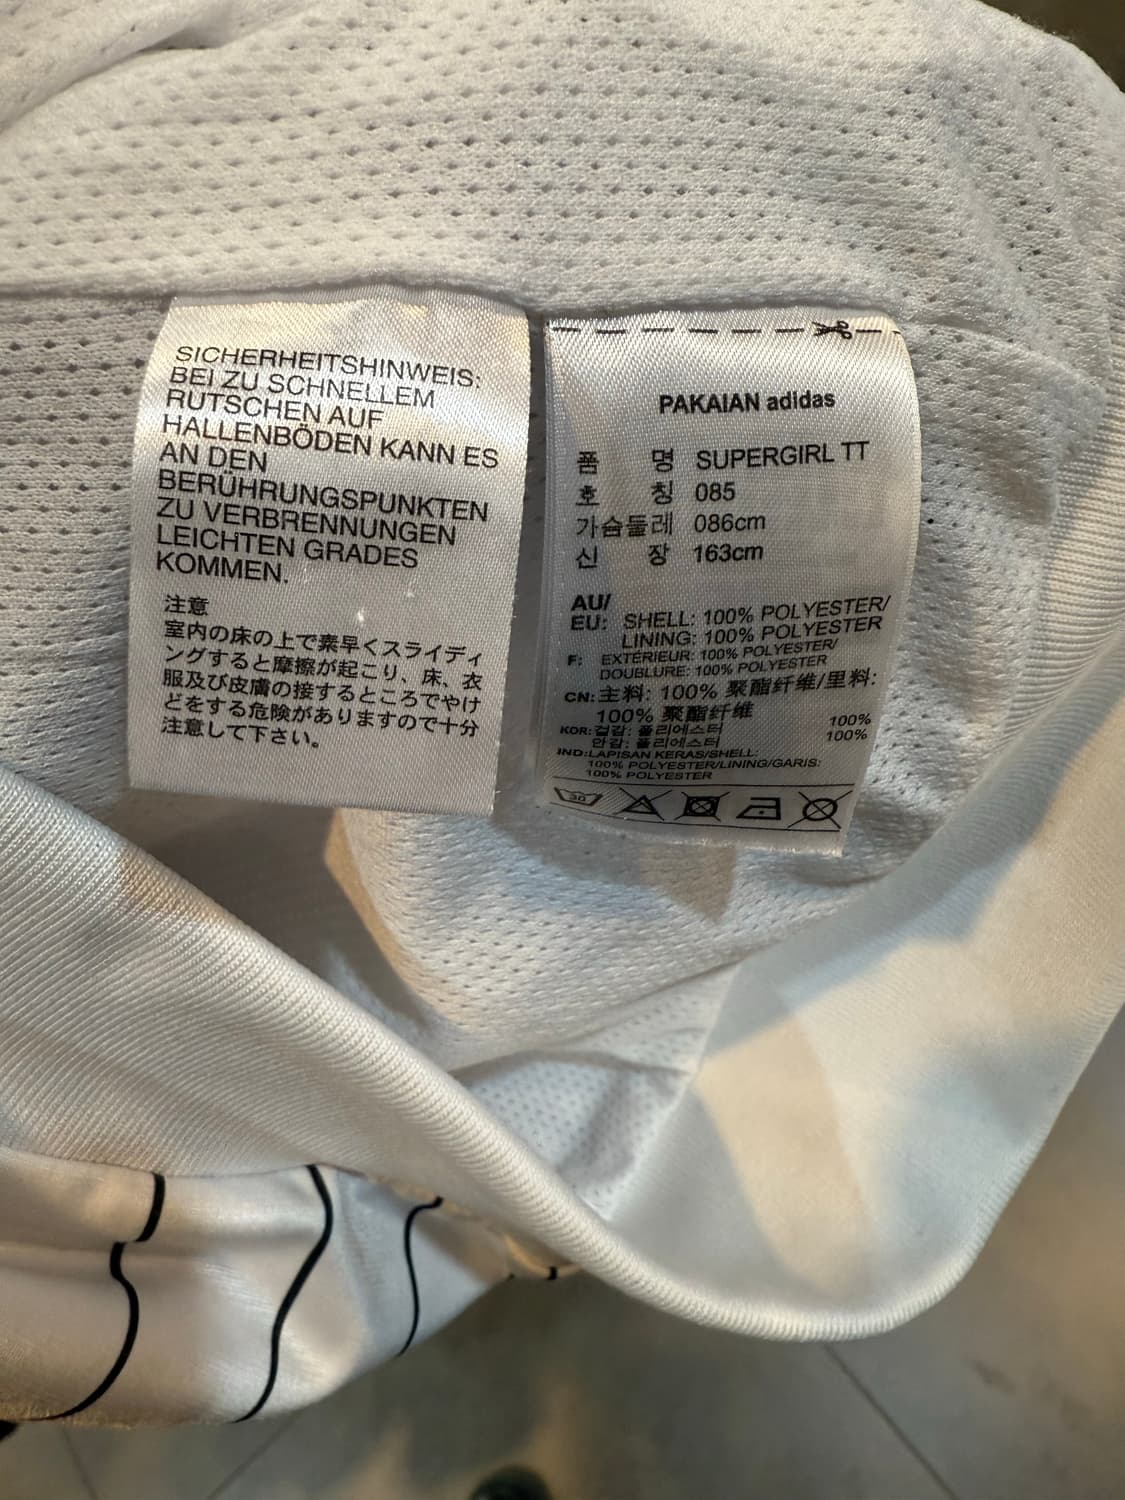 SICHERHEITSHINWEIS:
BEI ZU SCHNELLEM
RUTSCHEN AUF
HALLENBÖDEN KANN ES
AN DEN
BERÜHRUNGSPUNKTEN
ZU VERBRENNUNGEN
LEICHTEN GRADES
KOMMEN.
注意
室内の床の上で素早くスライディ
ングすると摩擦が起こり、床、衣
服及び皮膚の接するところでやけ
どをする危険がありますので十分
注意して下さい。
PAKAIAN adidas
품 명 SUPERGIRL TT
호 칭 085
가슴둘레 086cm
신 장 163cm
AU/
EU: SHELL: 100% POLYESTER/
LINING: 100% POLYESTER
F: EXTÉRIEUR: 100% POLYESTER/
DOUBLURE: 100% POLYESTER
CN: 主料: 100% 聚酯纤维/里料:
100% 聚酯纤维
KOR: 겉감: 폴리에스터 100%
안감: 폴리에스터 100%
IND: LAPISAN KERAS/SHELL:
100% POLYESTER/LINING/GARIS:
100% POLYESTER
30